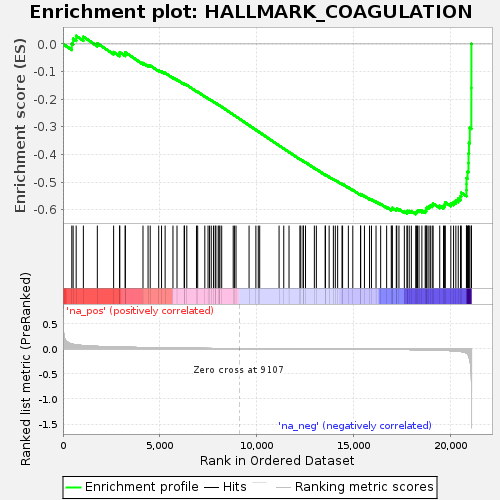 Enrichment plot: HALLMARK_COAGULATION
Enrichment score (ES)
0.0
-0.1
-0.2
-0.3
-0.4
-0.5
-0.6
'na_pos' (positively correlated)
Ranked list metric (PreRanked)
0.5
0.0
-0.5
-1.0
-1.5
Zero cross at 9107
'na_neg' (negatively correlated)
0 5,000 10,000 15,000 20,000
Rank in Ordered Dataset
Enrichment profile Hits Ranking metric scores